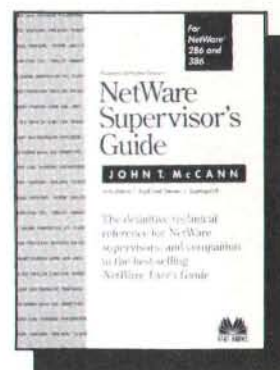 For
NetWare
286 and
386
NetWare
Supervisor's
Guide
JOHN T. McCANN
The definitive technical
reference for NetWare
supervisors, and companion
to the best-selling
NetWare User's Guide
M&T BOOKS